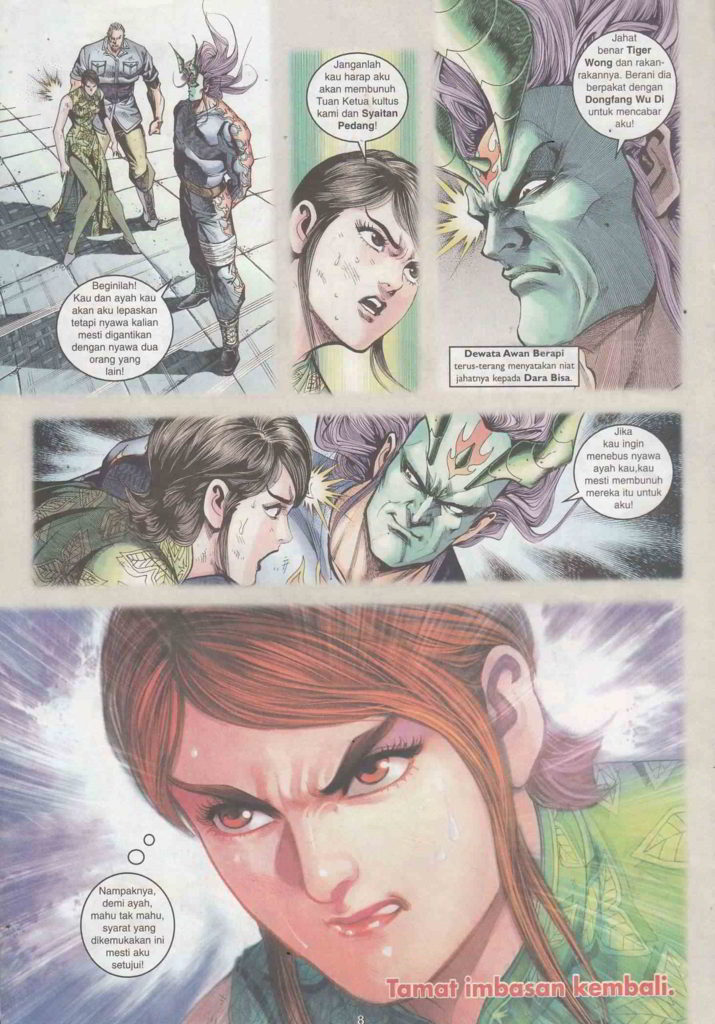 Beginilah!
Kau dan ayah kau
akan aku lepaskan
tetapi nyawa kalian
mesti digantikan
dengan nyawa dua
orang yang
lain!
Janganlah
kau harap aku
akan membunuh
Tuan Ketua kultus
kami dan Syaitan
Pedang!
Jahat
benar Tiger
Wong dan rakan-
rakannya. Berani dia
berpakat dengan
Dongfang Wu Di
untuk mencabar
aku!
Dewata Awan Berapi
terus-terang menyatakan niat
jahatnya kepada Dara Bisa.
Jika
kau ingin
menebus nyawa
ayah kau,kau
mesti membunuh
mereka itu untuk
aku!
Nampaknya,
demi ayah,
mahu tak mahu,
syarat yang
dikemukakan ini
mesti aku
setujui!
Tamat imbasan kembali.
8